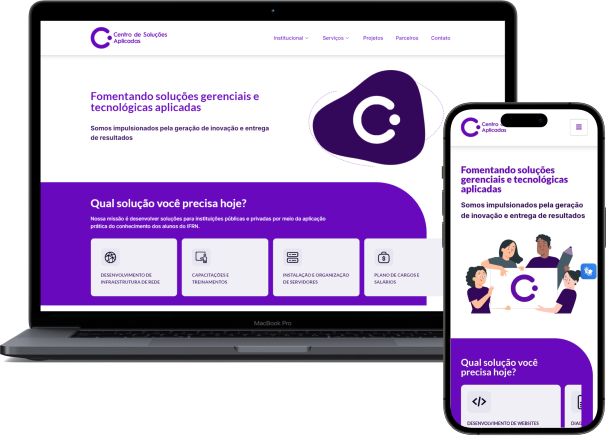 Centro de Soluções
Aplicadas
Institucional
Serviços
Projetos
Parceiros
Contato
Fomentando soluções gerenciais e
tecnológicas aplicadas
Somos impulsionados pela geração de inovação e entrega
de resultados
Qual solução você precisa hoje?
Nossa missão é desenvolver soluções para instituições públicas e privadas por meio da aplicação
prática do conhecimento dos alunos do IFRN.
DESENVOLVIMENTO DE
INFRAESTRUTURA DE REDE
CAPACITAÇÕES E
TREINAMENTOS
INSTALAÇÃO E ORGANIZAÇÃO
DE SERVIDORES
PLANO DE CARGOS E
SALÁRIOS
MacBook Pro
Centro d
Aplicadas
Fomentando soluções
gerenciais e tecnológicas
aplicadas
Somos impulsionados pela geração
de inovação e entrega de resultados
Qual solução você
precisa hoje?
DESENVOLVIMENTO DE WEBSITES
DIAG